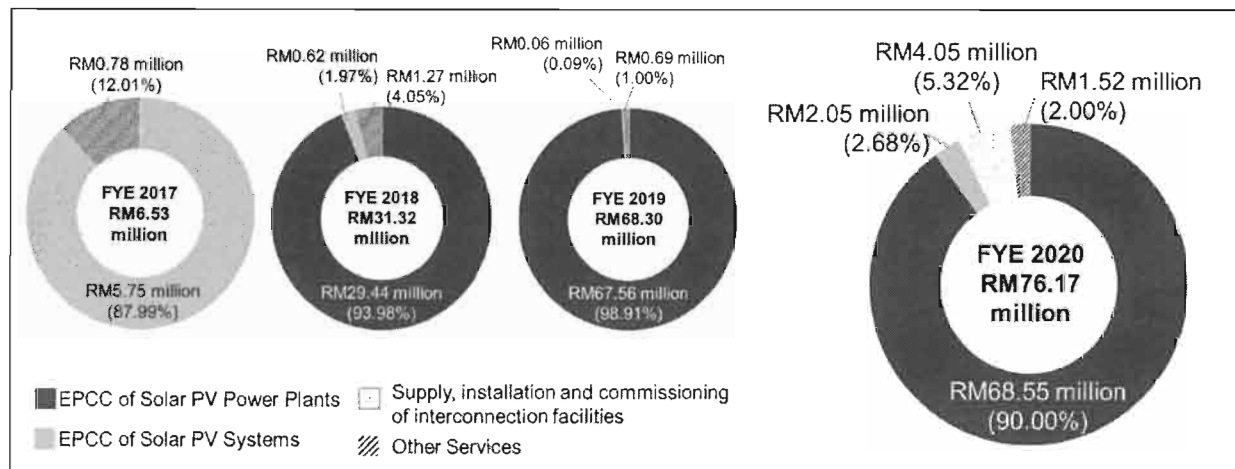 RM0.78 million
(12.01%)
FYE 2017
RM6.53
million
RM5.75 million
(87.99%)
RM0.62 million
(1.97%)
RM1.27 million
(4.05%)
FYE 2018
RM31.32
million
RM29.44 million
(93.98%)
RM0.06 million
(0.09%)
RM0.69 million
(1.00%)
FYE 2019
RM68.30
million
RM67.56 million
(98.91%)
RM4.05 million
(5.32%)
RM1.52 million
(2.00%)
RM2.05 million
(2.68%)
FYE 2020
RM76.17
million
RM68.55 million
(90.00%)
EPCC of Solar PV Power Plants
EPCC of Solar PV Systems
Supply, installation and commissioning
of interconnection facilities
Other Services